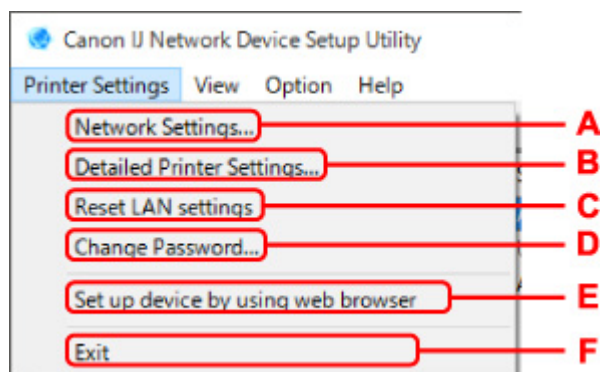 Canon IJ Network Device Setup Utility
Printer Settings View Option Help
Network Settings... A
Detailed Printer Settings... B
Reset LAN settings C
Change Password... D
Set up device by using web browser E
Exit F